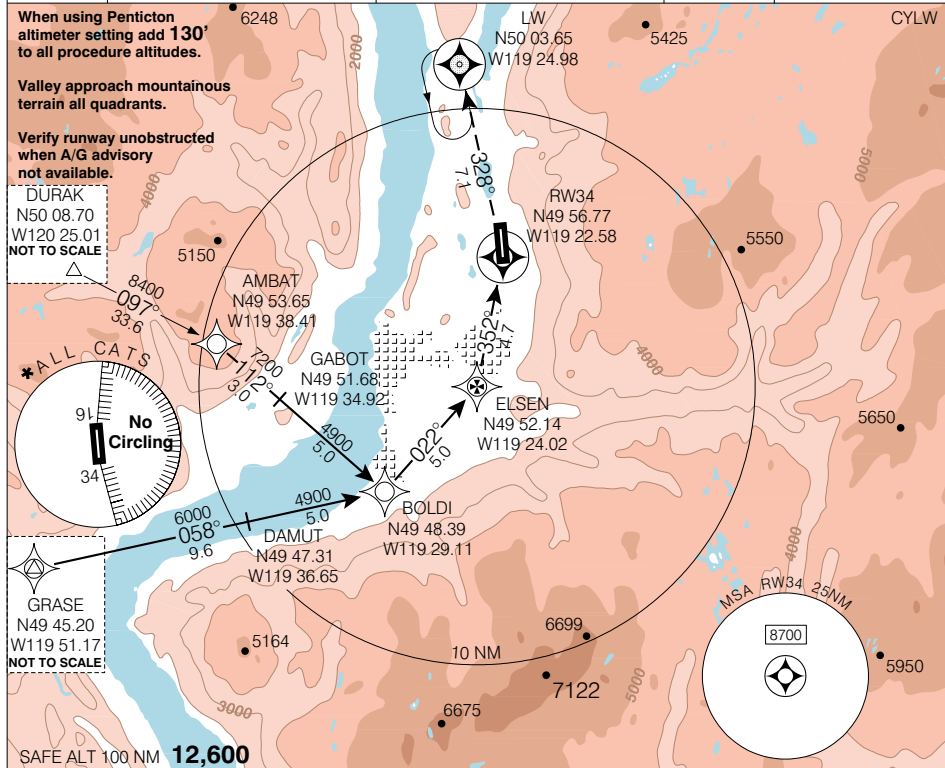 When using Penticton
altimeter setting add 130'
to all procedure altitudes.
Valley approach mountainous
terrain all quadrants.
Verify runway unobstructed
when A/G advisory
not available.
6248
2000
LW
N50 03.65
W119 24.98
5425
CYLW
DURAK
N50 08.70
W120 25.01
NOT TO SCALE
4000
5150
8400
097°
33.6
328°
7.1
RW34
N49 56.77
W119 22.58
5000
5550
AMBAT
N49 53.65
W119 38.41
7200
112°
3.0
GABOT
N49 51.68
W119 34.92
4900
5.0
352°
4.7
4000
✱ALL CATS
16
34
No
Circling
ELSEN
N49 52.14
W119 24.02
022°
5.0
5650
6000
058°
9.6
4900
5.0
BOLDI
N49 48.39
W119 29.11
DAMUT
N49 47.31
W119 36.65
4000
GRASE
N49 45.20
W119 51.17
NOT TO SCALE
5164
3000
10 NM
6699
7122
6675
5000
MSA RW34 25NM
8700
5950
SAFE ALT 100 NM 12,600